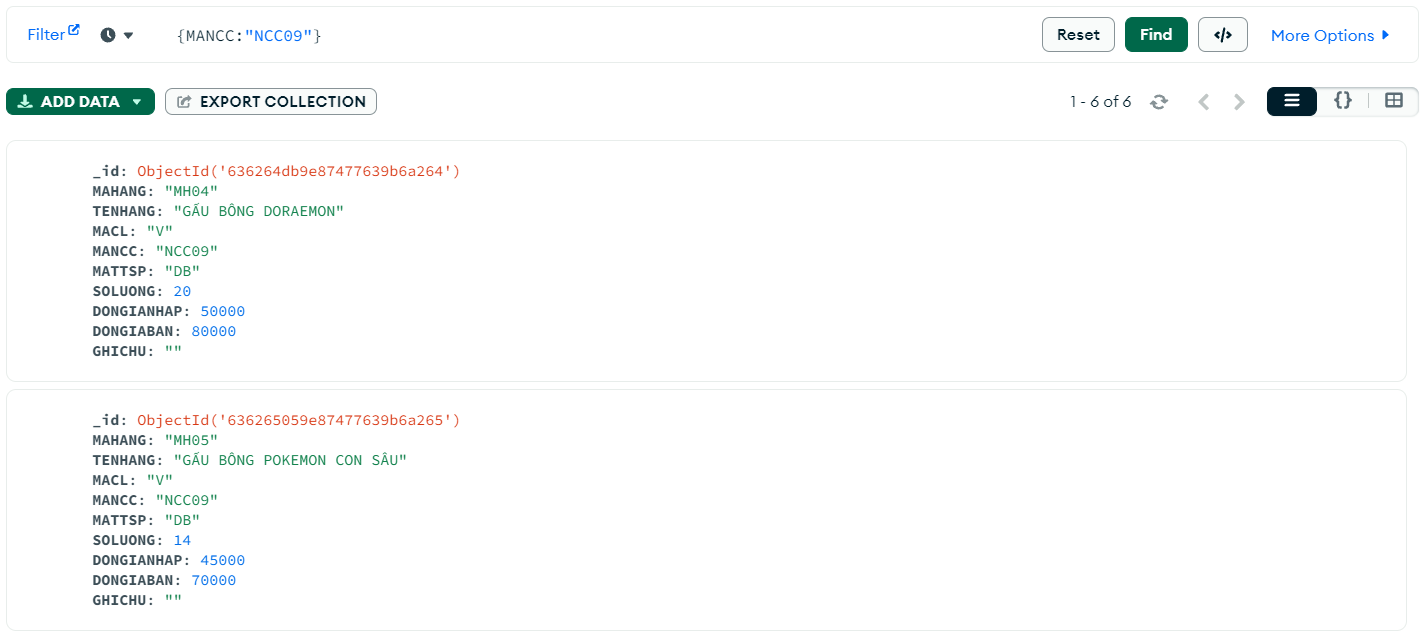 Filter {MANCC:"NCC09"} Reset Find </> More Options
ADD DATA EXPORT COLLECTION 1 - 6 of 6 {}
_id: ObjectId('636264db9e87477639b6a264')
MAHANG: "MH04"
TENHANG: "GẤU BÔNG DORAEMON"
MACL: "V"
MANCC: "NCC09"
MATTSP: "DB"
SOLUONG: 20
DONGIANHAP: 50000
DONGIABAN: 80000
GHICHU: ""
_id: ObjectId('636265059e87477639b6a265')
MAHANG: "MH05"
TENHANG: "GẤU BÔNG POKEMON CON SÂU"
MACL: "V"
MANCC: "NCC09"
MATTSP: "DB"
SOLUONG: 14
DONGIANHAP: 45000
DONGIABAN: 70000
GHICHU: ""